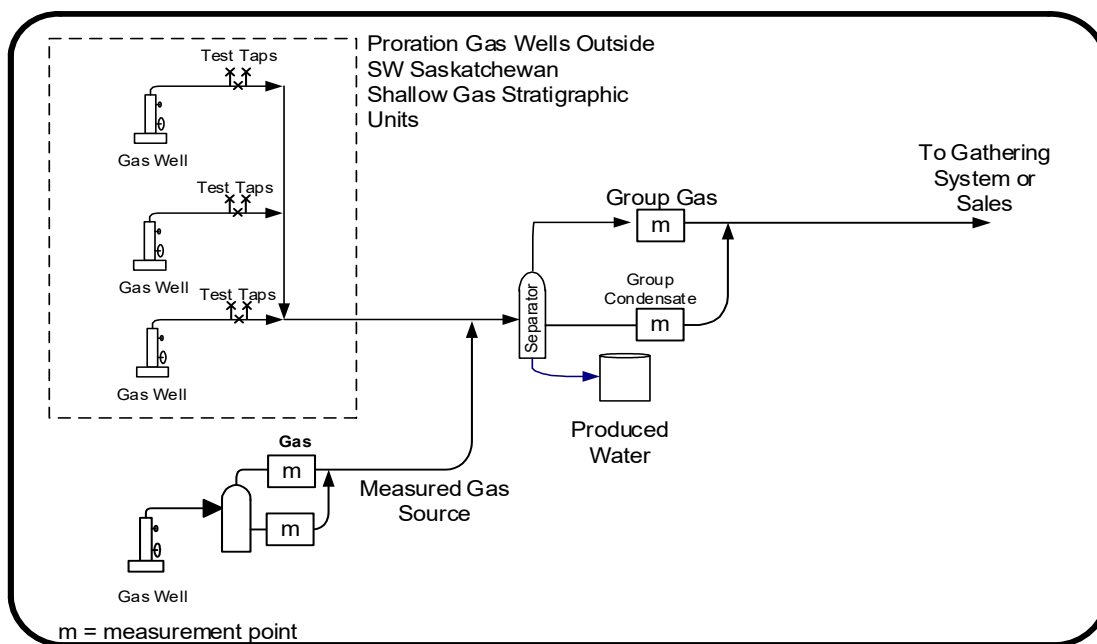 Proration Gas Wells Outside
SW Saskatchewan
Shallow Gas Stratigraphic
Units
Test Taps
Gas Well
Test Taps
Gas Well
Test Taps
Gas Well
To Gathering
System or
Sales
Group Gas
m
Group
Condensate
m
Separator
Produced
Water
Gas
m
Measured Gas
Source
m
Gas Well
m = measurement point